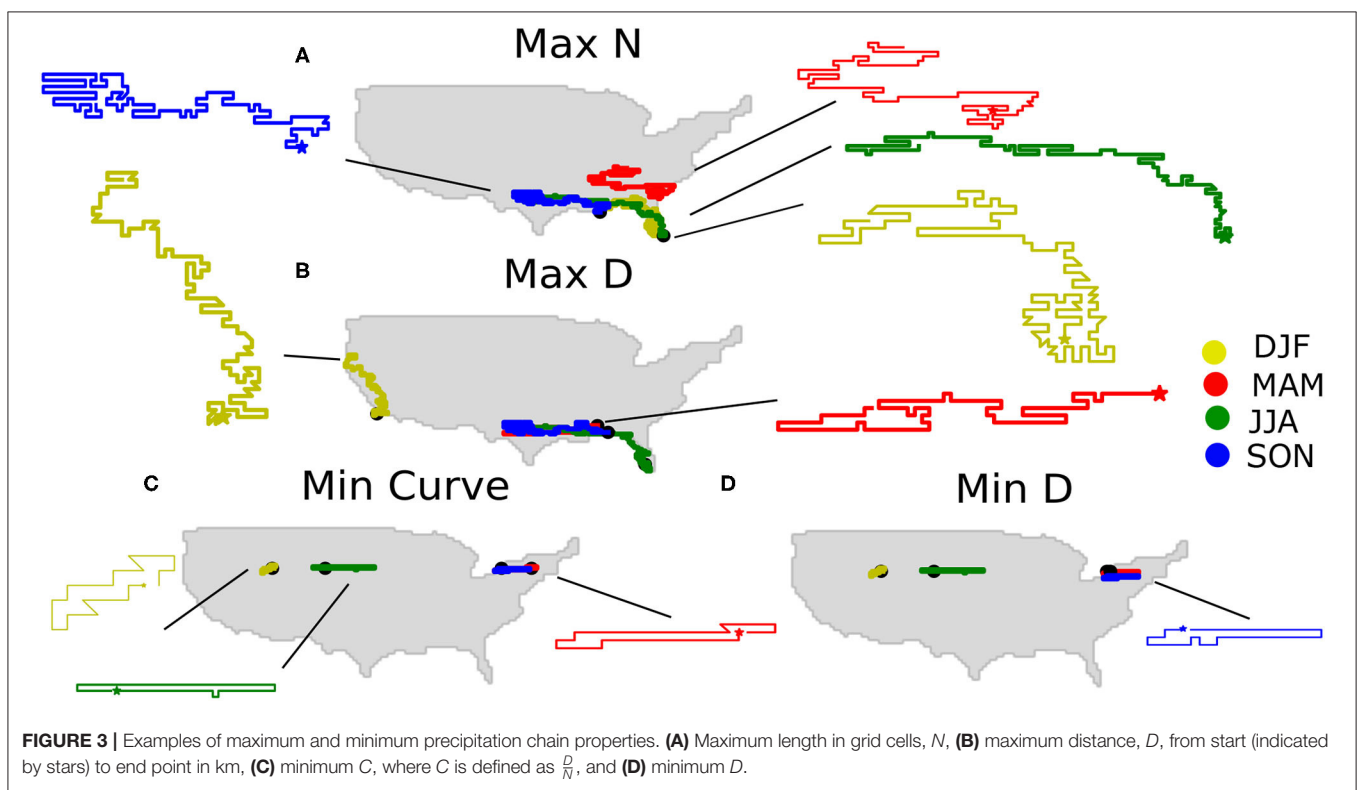 A
Max N
B
Max D
DJF
MAM
JJA
SON
C
Min Curve
D
Min D
FIGURE 3 | Examples of maximum and minimum precipitation chain properties. (A) Maximum length in grid cells, N, (B) maximum distance, D, from start (indicated
by stars) to end point in km, (C) minimum C, where C is defined as D/N, and (D) minimum D.